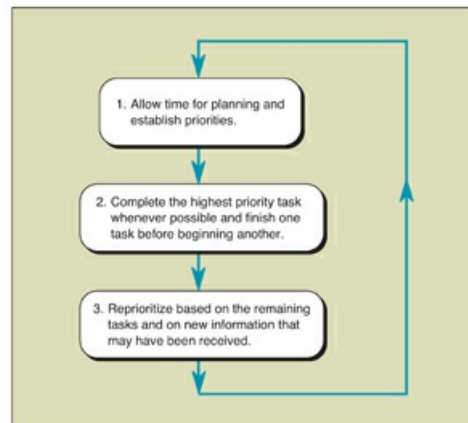 1. Allow time for planning and
establish priorities.
2. Complete the highest priority task
whenever possible and finish one
task before beginning another.
3. Reprioritize based on the remaining
tasks and on new information that
may have been received.